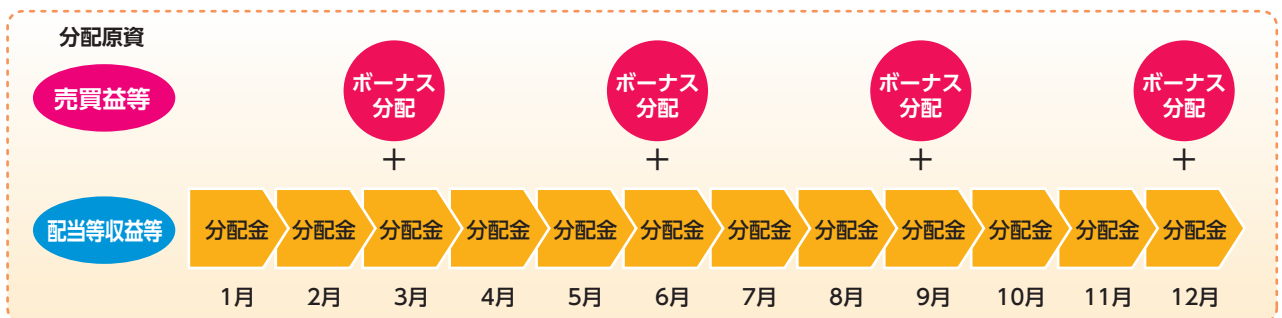 分配原資
売買益等
ボーナス
分配
ボーナス
分配
ボーナス
分配
ボーナス
分配
+ + + +
配当等収益等
分配金 分配金 分配金 分配金 分配金 分配金 分配金 分配金 分配金 分配金 分配金 分配金
1月 2月 3月 4月 5月 6月 7月 8月 9月 10月 11月 12月